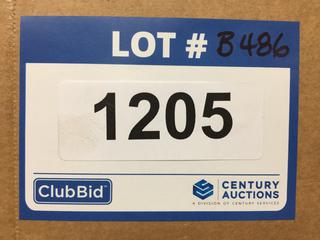 LOT # B486
1205
ClubBid
CENTURY
AUCTIONS
A DIVISION OF CENTURY SERVICES